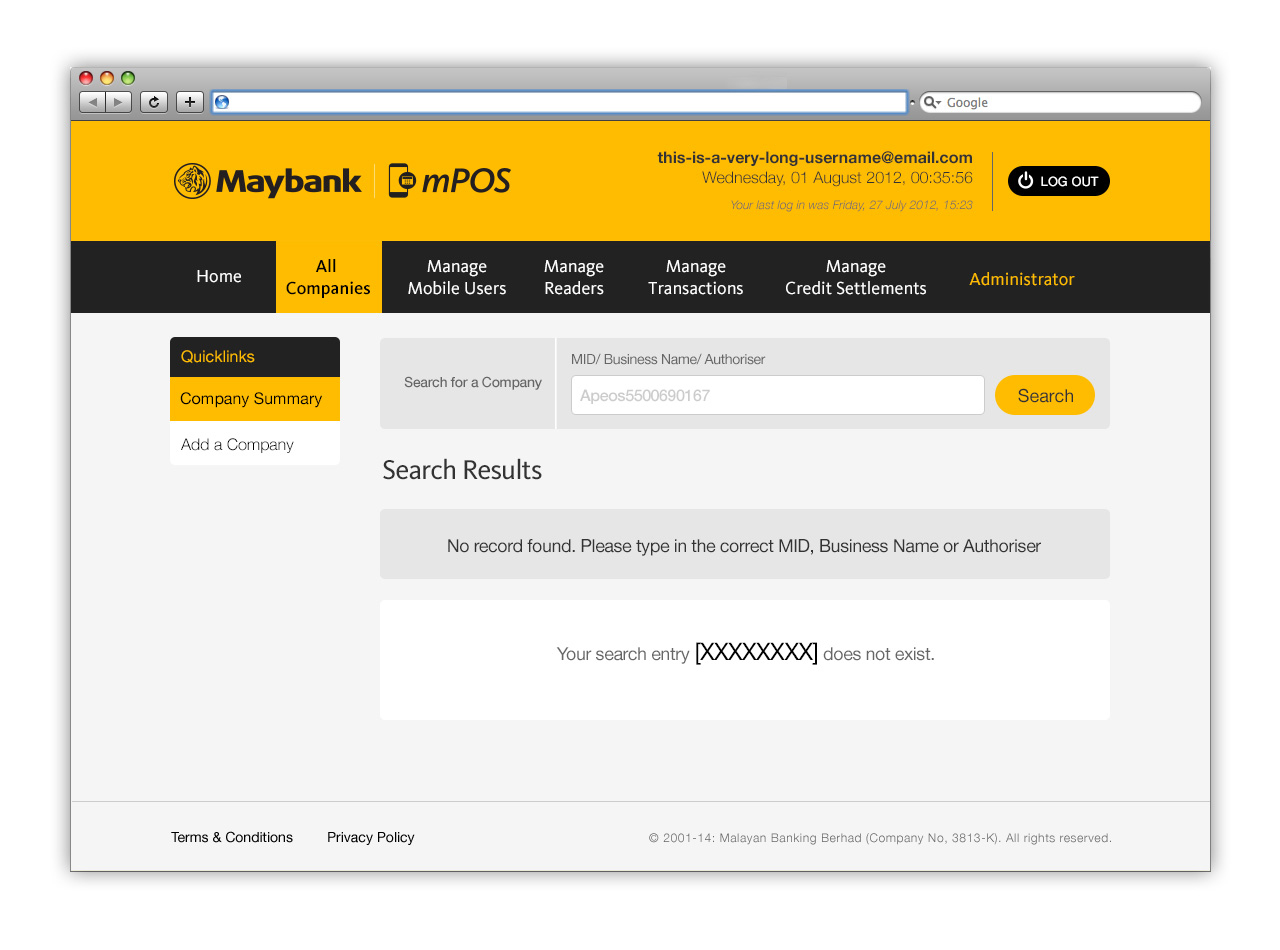 Google
Maybank mPOS
this-is-a-very-long-username@email.com
Wednesday, 01 August 2012, 00:35:56
Your last log in was Friday, 27 July 2012, 15:23
LOG OUT
Home
All
Companies
Manage
Mobile Users
Manage
Readers
Manage
Transactions
Manage
Credit Settlements
Administrator
Quicklinks
Company Summary
Add a Company
Search for a Company
MID/ Business Name/ Authoriser
Apeos5500690167
Search
Search Results
No record found. Please type in the correct MID, Business Name or Authoriser
Your search entry [XXXXXXXX] does not exist.
Terms & Conditions
Privacy Policy
© 2001-14: Malayan Banking Berhad (Company No, 3813-K). All rights reserved.